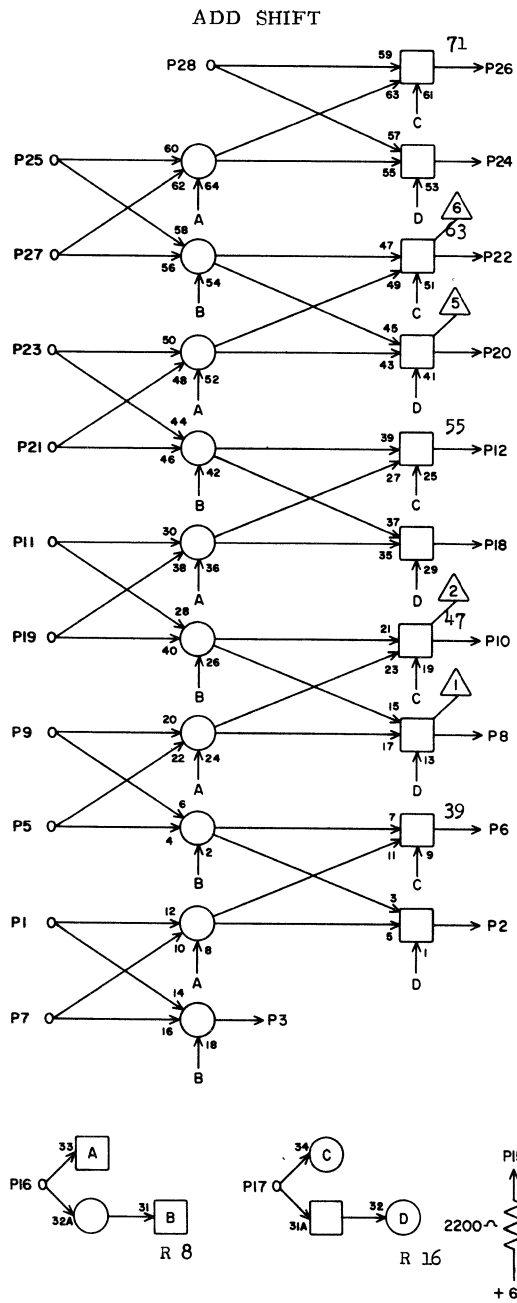 ADD SHIFT
71
P28 59 P26
63 61
C
57
P25 60 55 P24
62 64 53
A D
6
58 63
P27 56 47 P22
54 49 51
B C
5
45
P23 50 43 P20
48 52 41
A D
44 55
P21 46 39 P12
42 27 25
B C
37
P11 30 35 P18
38 36 29
A D
2
28 47
P19 40 21 P10
26 23 19
B C
1
15
P9 20 17 P8
22 24 13
A D
6 39
P5 4 7 P6
2 11 9
B C
3
P1 12 5 P2
10 8 1
A D
14
P7 16 P3
18
B
33 A 34 C
P16 P17
32A 31 B 31A 32 D
R 8 R 16
P15
2200~
+ 6